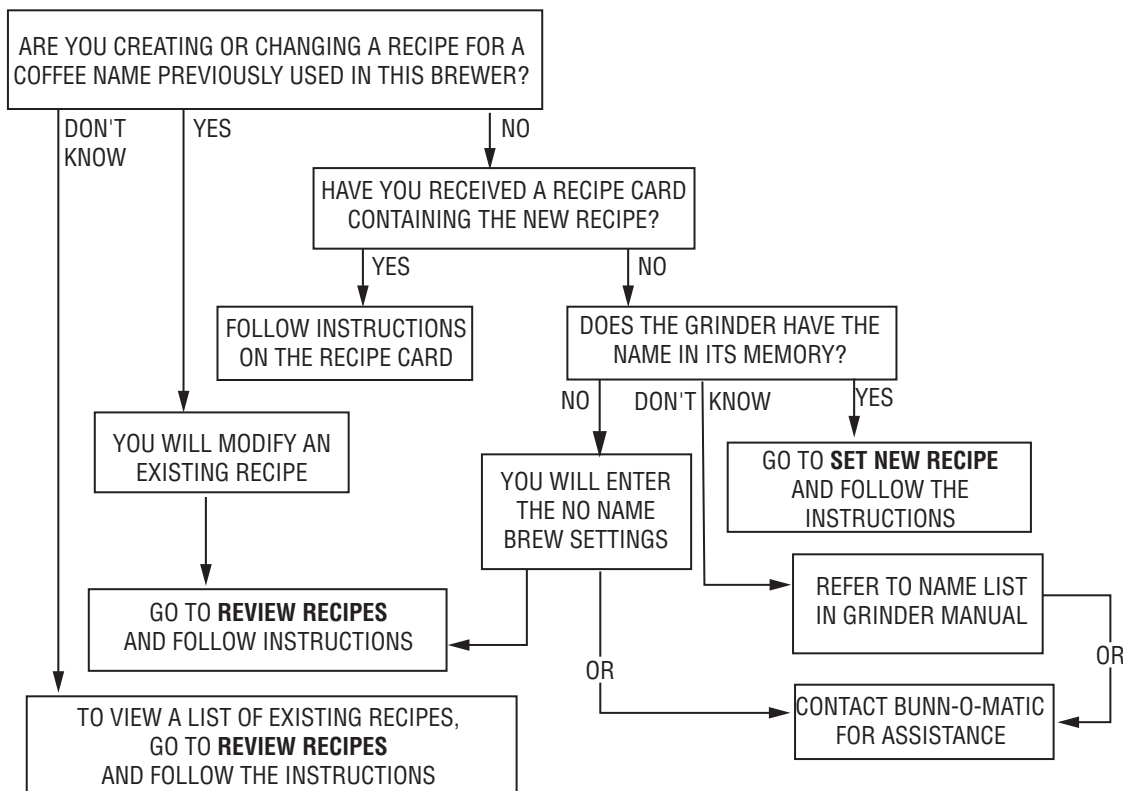 ARE YOU CREATING OR CHANGING A RECIPE FOR A
COFFEE NAME PREVIOUSLY USED IN THIS BREWER?
DON'T
KNOW
YES
NO
HAVE YOU RECEIVED A RECIPE CARD
CONTAINING THE NEW RECIPE?
YES
NO
FOLLOW INSTRUCTIONS
ON THE RECIPE CARD
DOES THE GRINDER HAVE THE
NAME IN ITS MEMORY?
NO
DON'T KNOW
YES
YOU WILL MODIFY AN
EXISTING RECIPE
YOU WILL ENTER
THE NO NAME
BREW SETTINGS
GO TO SET NEW RECIPE
AND FOLLOW THE
INSTRUCTIONS
GO TO REVIEW RECIPES
AND FOLLOW INSTRUCTIONS
REFER TO NAME LIST
IN GRINDER MANUAL
OR
OR
TO VIEW A LIST OF EXISTING RECIPES,
GO TO REVIEW RECIPES
AND FOLLOW THE INSTRUCTIONS
CONTACT BUNN-O-MATIC
FOR ASSISTANCE